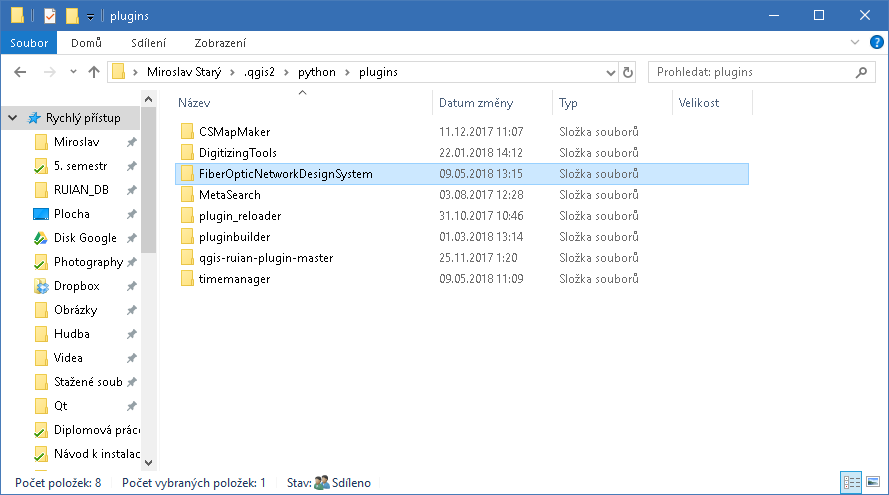 plugins
Soubor Domů Sdílení Zobrazení
Miroslav Starý .qgis2 python plugins Prohledat: plugins
Rychlý přístup
Miroslav
5. semestr
RUIAN_DB
Plocha
Disk Google
Photography
Dropbox
Obrázky
Hudba
Videa
Stažené soub
Qt
Diplomová prác
Návod k instalac
Název Datum změny Typ Velikost
CSMapMaker 11.12.2017 11:07 Složka souborů
DigitizingTools 22.01.2018 14:12 Složka souborů
FiberOpticNetworkDesignSystem 09.05.2018 13:15 Složka souborů
MetaSearch 03.08.2017 12:28 Složka souborů
plugin_reloader 31.10.2017 10:46 Složka souborů
pluginbuilder 01.03.2018 13:14 Složka souborů
qgis-ruian-plugin-master 25.11.2017 1:20 Složka souborů
timemanager 09.05.2018 11:09 Složka souborů
Počet položek: 8 Počet vybraných položek: 1 Stav: Sdíleno